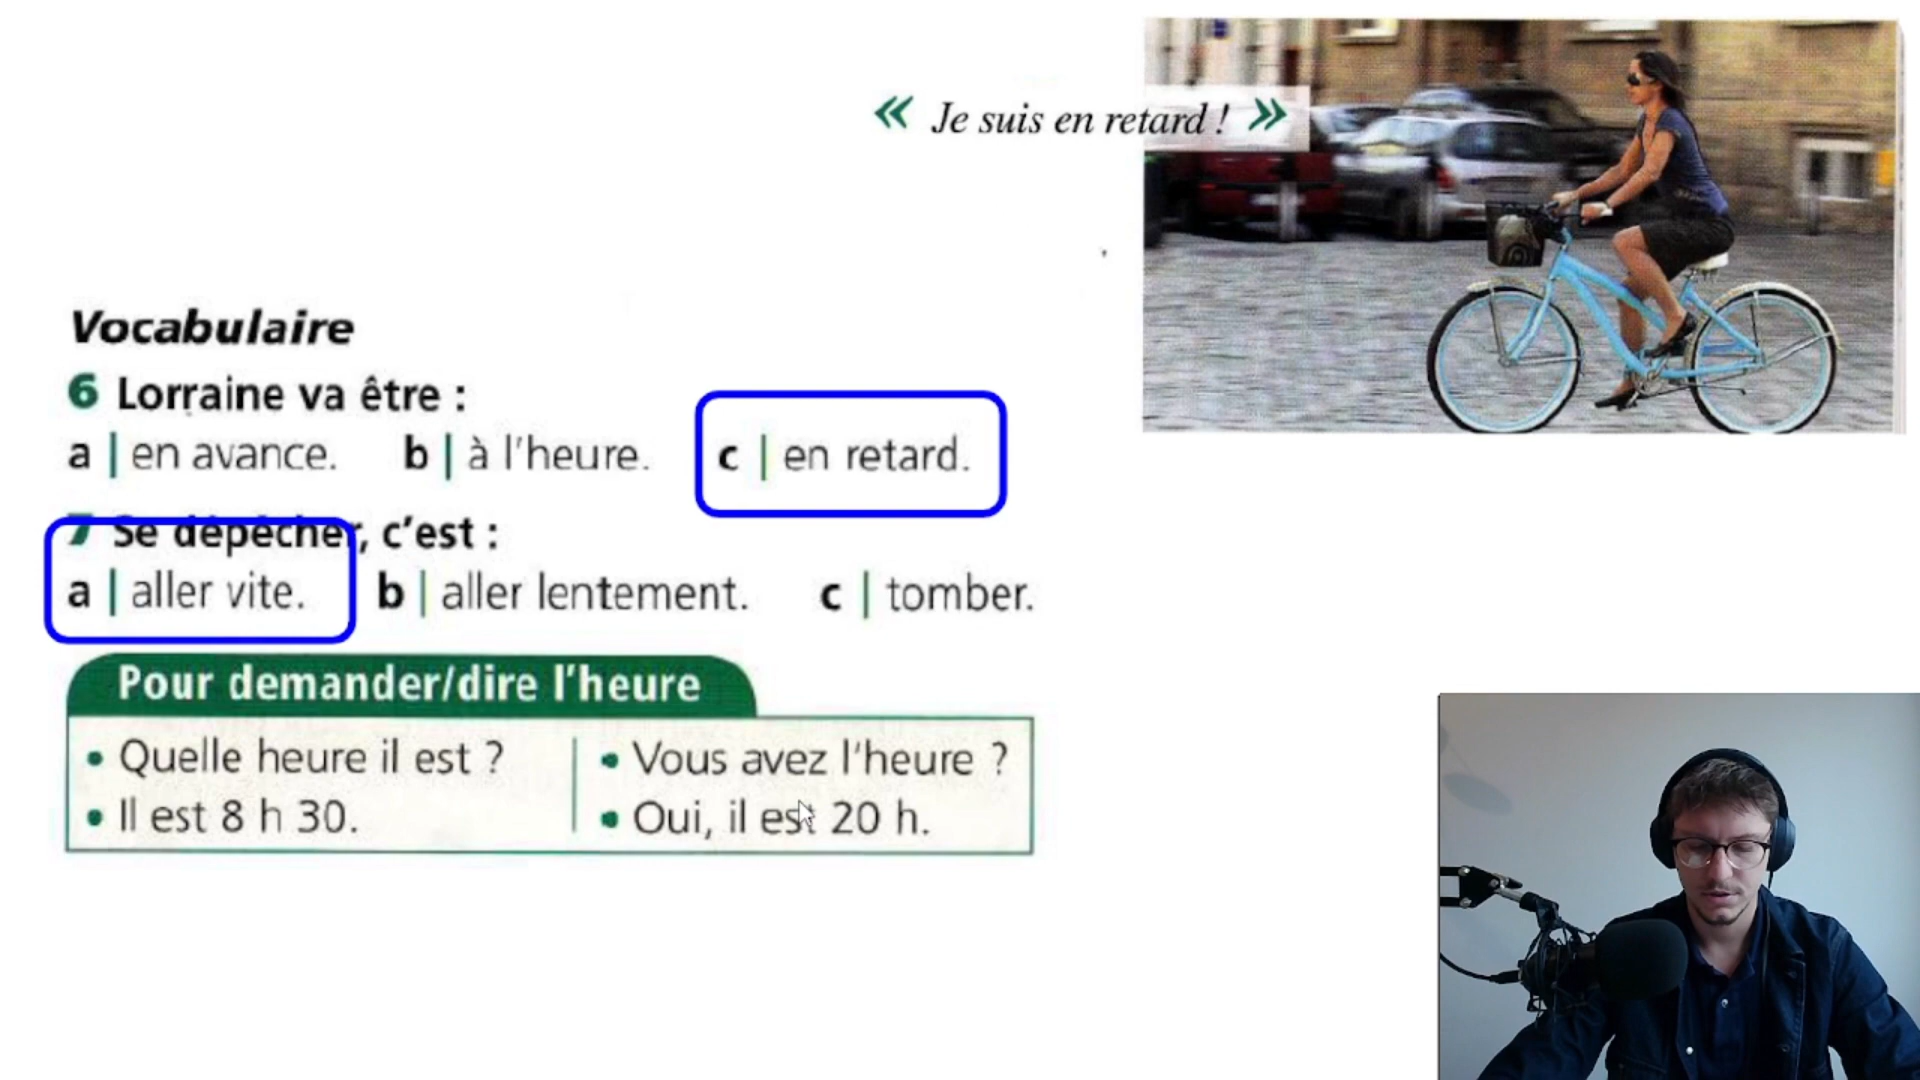 « Je suis en retard ! »
Vocabulaire
6 Lorraine va être :
a | en avance. b | à l'heure. c | en retard.
7 Se dépêcher, c'est :
a | aller vite. b | aller lentement. c | tomber.
Pour demander/dire l'heure
• Quelle heure il est ?
• Il est 8 h 30.
• Vous avez l'heure ?
• Oui, il est 20 h.